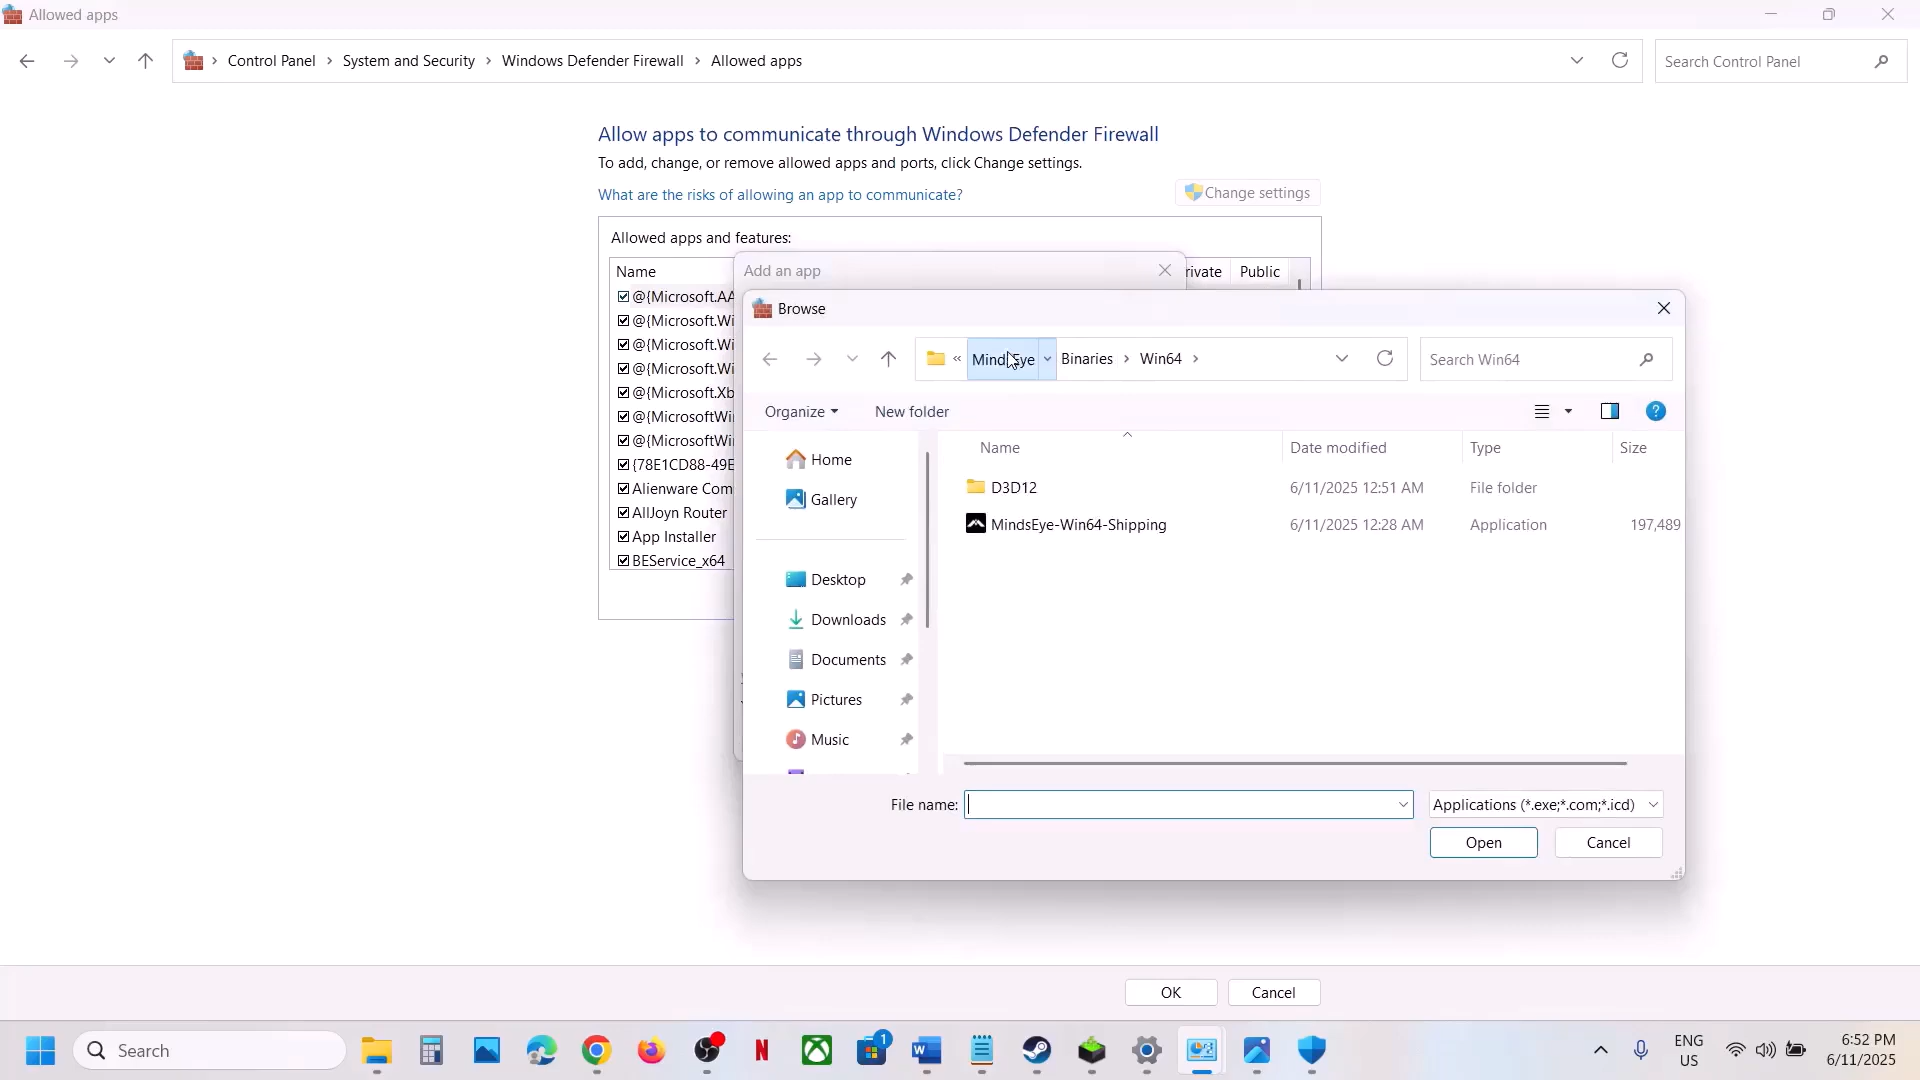 Allowed apps
Control Panel > System and Security > Windows Defender Firewall > Allowed apps
Search Control Panel
Allow apps to communicate through Windows Defender Firewall
To add, change, or remove allowed apps and ports, click Change settings.
What are the risks of allowing an app to communicate?
Change settings
Allowed apps and features:
Name
rivate Public
@{Microsoft.AA
@{Microsoft.Wi
@{Microsoft.Wi
@{Microsoft.Wi
@{Microsoft.Xb
@{MicrosoftWi
@{MicrosoftWi
{78E1CD88-49E
Alienware Com
AllJoyn Router
App Installer
BEService_x64
Add an app
Browse
« MindsEye Binaries > Win64 >
Search Win64
Organize
New folder
Home
Gallery
Desktop
Downloads
Documents
Pictures
Music
Name Date modified Type Size
D3D12 6/11/2025 12:51 AM File folder
MindsEye-Win64-Shipping 6/11/2025 12:28 AM Application 197,489
File name:
Applications (*.exe;*.com;*.icd)
Open Cancel
OK Cancel
Search
1
ENG
US
6:52 PM
6/11/2025